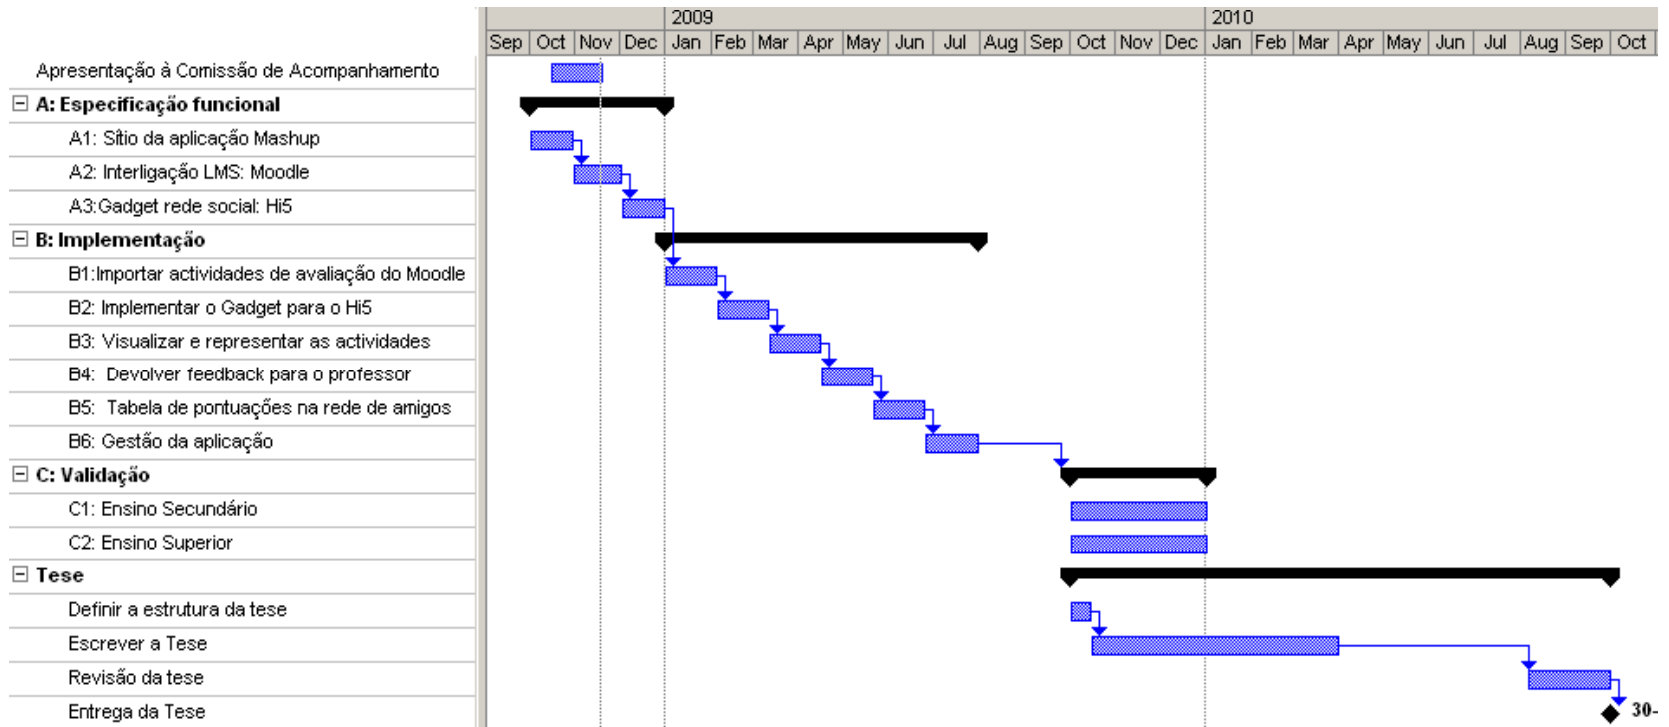 2009 2010
Sep Oct Nov Dec Jan Feb Mar Apr May Jun Jul Aug Sep Oct Nov Dec Jan Feb Mar Apr May Jun Jul Aug Sep Oct
Apresentação à Comissão de Acompanhamento
A: Especificação funcional
A1: Sítio da aplicação Mashup
A2: Interligação LMS: Moodle
A3:Gadget rede social: Hi5
B: Implementação
B1:Importar actividades de avaliação do Moodle
B2: Implementar o Gadget para o Hi5
B3: Visualizar e representar as actividades
B4: Devolver feedback para o professor
B5: Tabela de pontuações na rede de amigos
B6: Gestão da aplicação
C: Validação
C1: Ensino Secundário
C2: Ensino Superior
Tese
Definir a estrutura da tese
Escrever a Tese
Revisão da tese
Entrega da Tese 30-